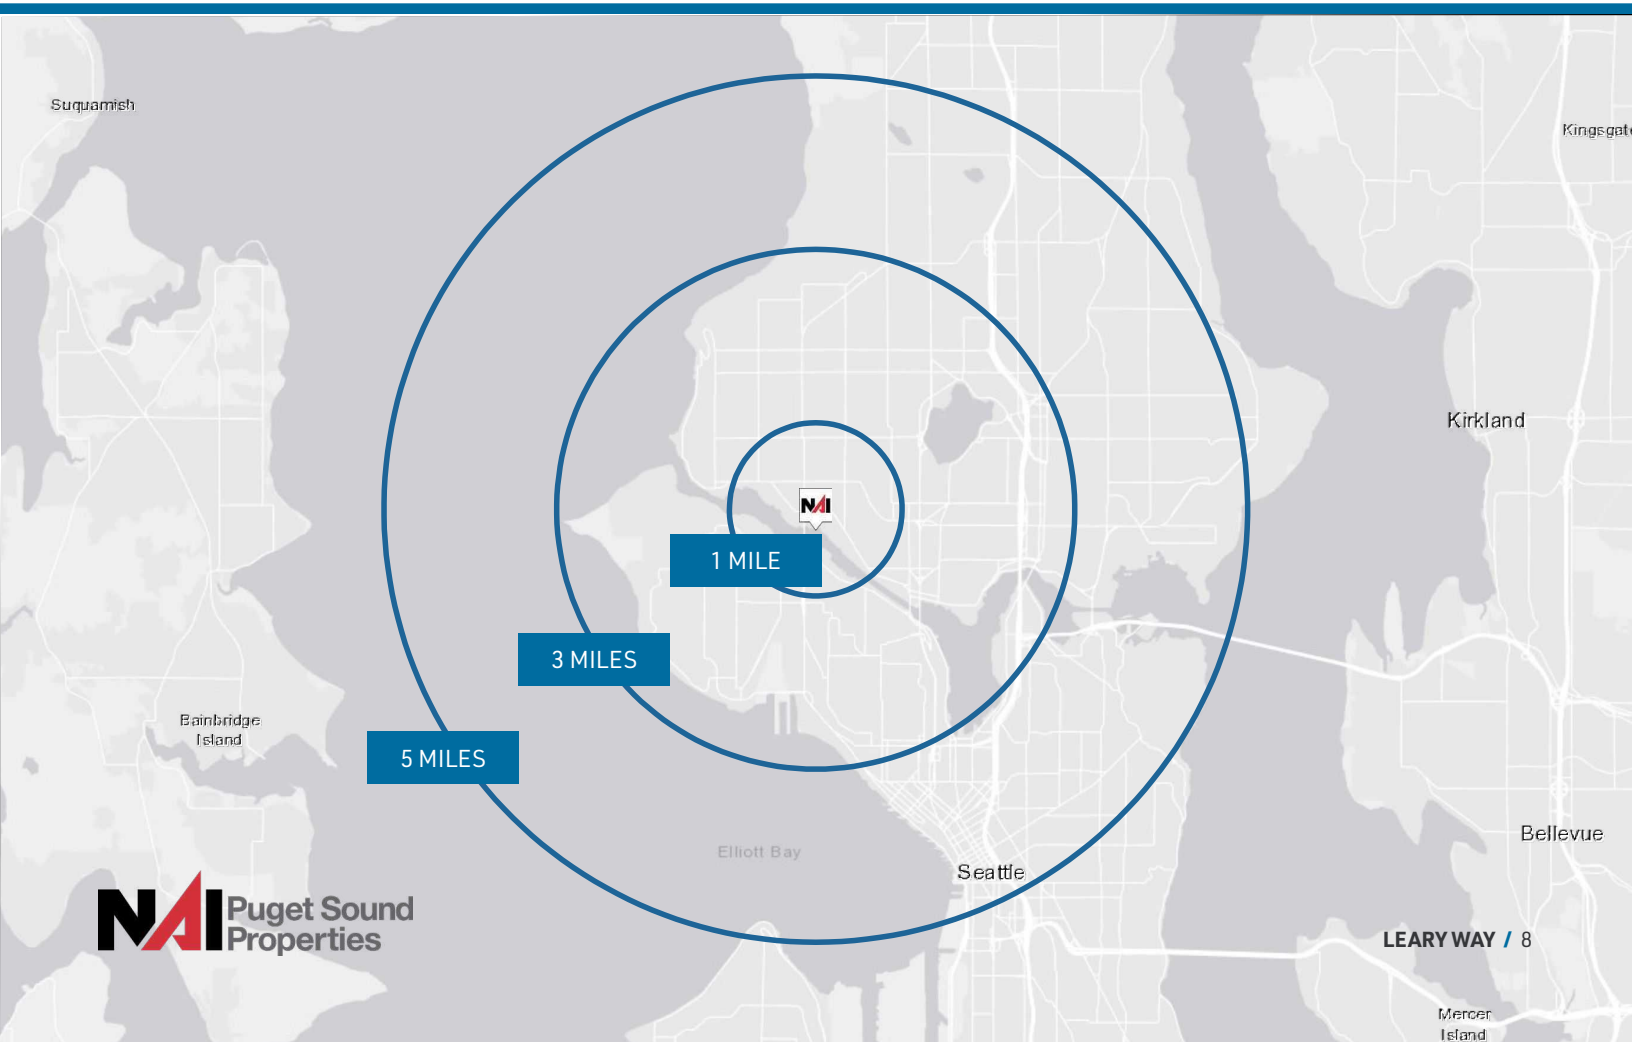 Suquamish
Kingsgate
Kirkland
NAI
1 MILE
3 MILES
Bainbridge
Island
5 MILES
Bellevue
Elliott Bay
Seattle
NAI Puget Sound
Properties
LEARY WAY / 8
Mercer
Island